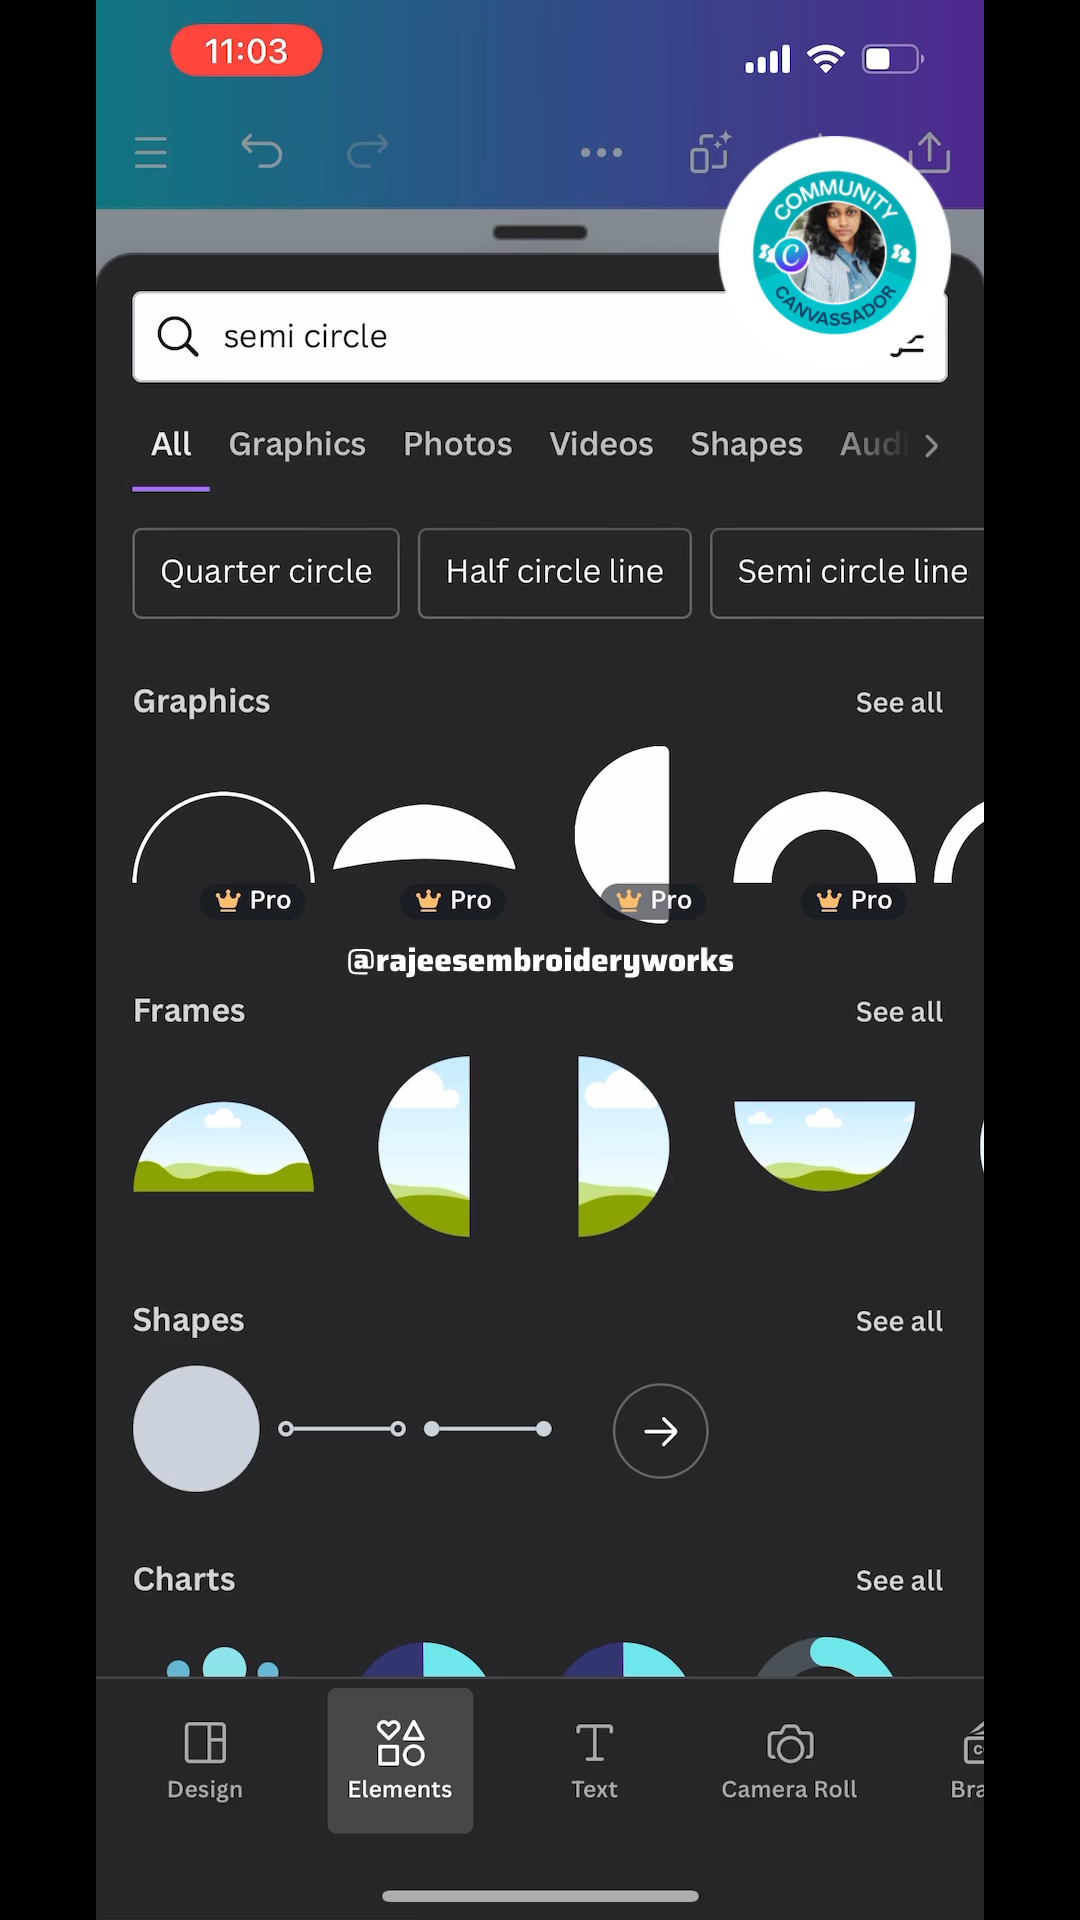 11:03
COMMUNITY
C
CANVASSADOR
semi circle
All Graphics Photos Videos Shapes Audi
Quarter circle Half circle line Semi circle line
Graphics See all
Pro Pro Pro Pro
@rajeesembroideryworks
Frames See all
Shapes See all
Charts See all
Design Elements Text Camera Roll Bra